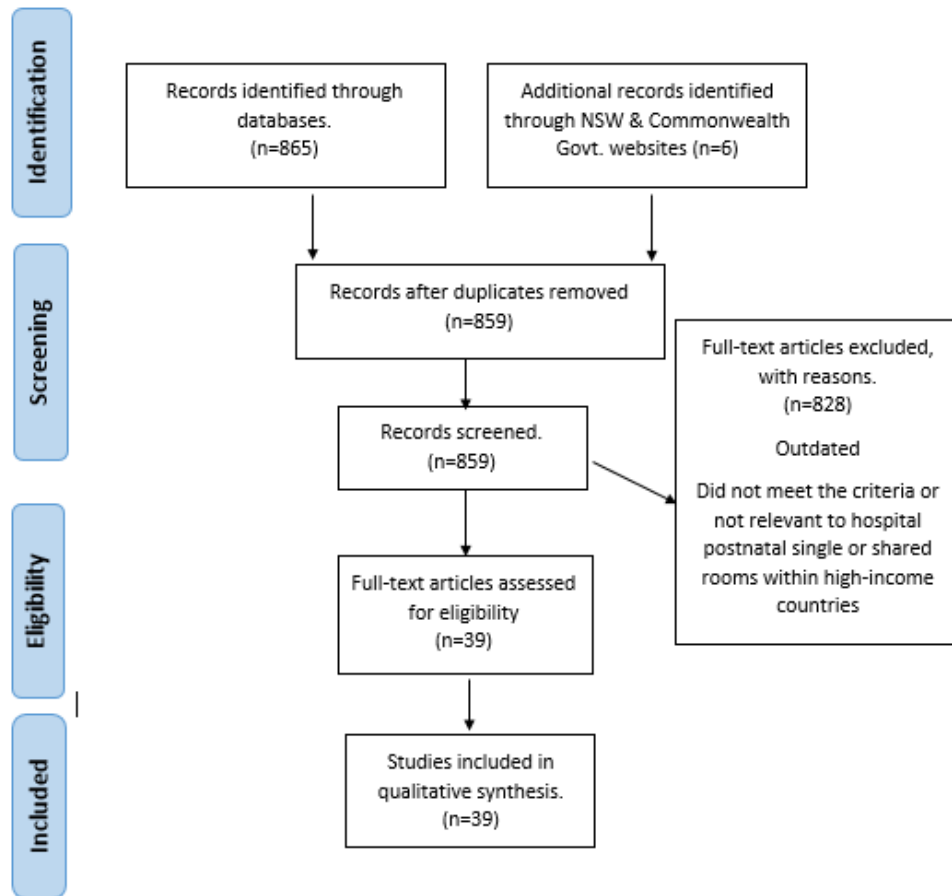 Identification
Records identified through
databases.
(n=865)
Additional records identified
through NSW & Commonwealth
Govt. websites (n=6)
Screening
Records after duplicates removed
(n=859)
Records screened.
(n=859)
Full-text articles excluded,
with reasons.
(n=828)
Outdated
Did not meet the criteria or
not relevant to hospital
postnatal single or shared
rooms within high-income
countries
Eligibility
Full-text articles assessed
for eligibility
(n=39)
Included
Studies included in
qualitative synthesis.
(n=39)